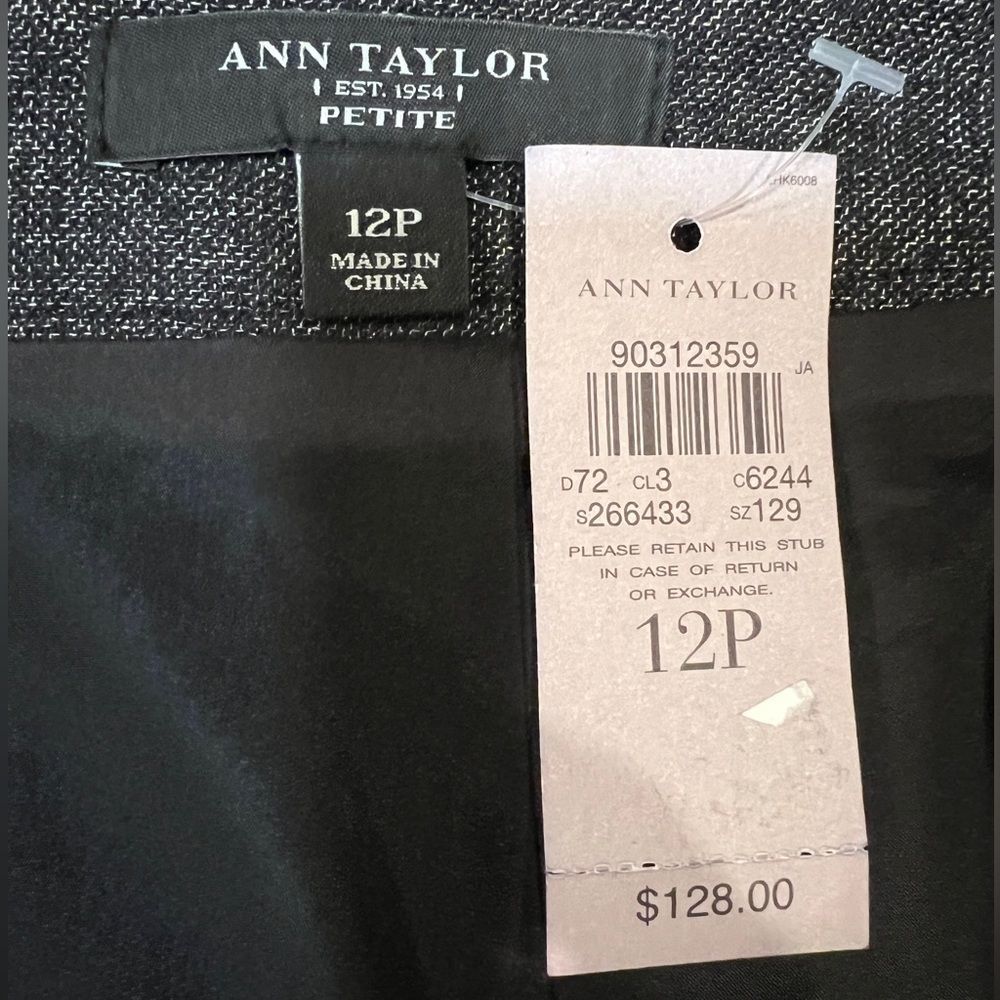 ANN TAYLOR
EST. 1954
PETITE
12P
MADE IN
CHINA
HK6008
ANN TAYLOR
90312359
JA
D72 CL3 C6244
S266433 SZ129
PLEASE RETAIN THIS STUB
IN CASE OF RETURN
OR EXCHANGE.
12P
$128.00